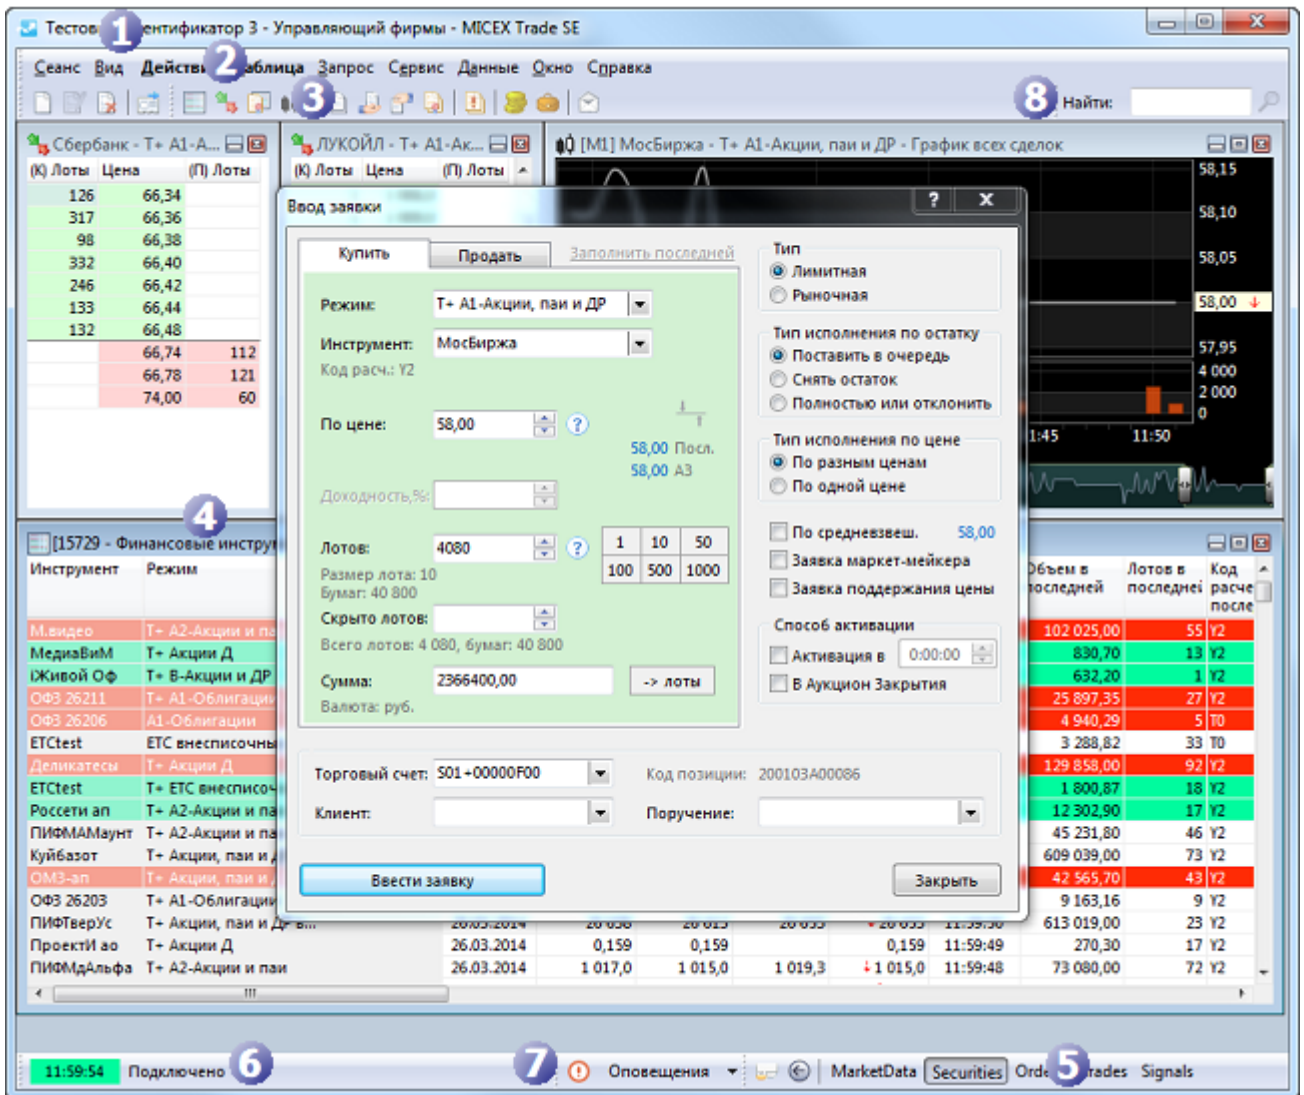 Тестов 1 ентификатор 3 - Управляющий фирмы - MICEX Trade SE
Сеанс Вид Действи 2 аблица Запрос Сервис Данные Окно Справка
3 8 Найти:
Сбербанк - Т+ А1-А...
(К) Лоты Цена (П) Лоты
126 66,34
317 66,36
98 66,38
332 66,40
246 66,42
133 66,44
132 66,48
66,74 112
66,78 121
74,00 60
ЛУКОЙЛ - Т+ А1-Ак...
(К) Лоты Цена (П) Лоты
[М1] МосБиржа - Т+ А1-Акции, паи и ДР - График всех сделок
58,15
58,10
58,05
58,00
57,95
4 000
2 000
0
1:45 11:50
Ввод заявки ? X
Купить Продать Заполнить последней
Режим: Т+ А1-Акции, паи и ДР
Инструмент: МосБиржа
Код расч.: Y2
По цене: 58,00 ?
58,00 Посл.
58,00 А3
Доходность,%:
Лотов: 4080 ? 1 10 50
Размер лота: 10 100 500 1000
Бумаг: 40 800
Скрыто лотов:
Всего лотов: 4 080, бумаг: 40 800
Сумма: 2366400,00 -> лоты
Валюта: руб.
Тип
Лимитная
Рыночная
Тип исполнения по остатку
Поставить в очередь
Снять остаток
Полностью или отклонить
Тип исполнения по цене
По разным ценам
По одной цене
По средневзвеш. 58,00
Заявка маркет-мейкера
Заявка поддержания цены
Способ активации
Активация в 0:00:00
В Аукцион Закрытия
Торговый счет: S01+00000F00 Код позиции: 200103A00086
Клиент: Поручение:
Ввести заявку Закрыть
4
[15729 - Финансовые инструм
Инструмент Режим Объем в последней Лотов в последней Код расче после
М.видео Т+ А2-Акции и па 102 025,00 55 Y2
МедиаВиМ Т+ Акции Д 830,70 13 Y2
iЖивой Оф Т+ В-Акции и ДР 632,20 1 Y2
ОФЗ 26211 Т+ А1-Облигации 25 897,35 27 Y2
ОФЗ 26206 А1-Облигации 4 940,29 5 T0
ETCtest ETC внесписочны 3 288,82 33 T0
Деликатесы Т+ Акции Д 129 858,00 92 Y2
ETCtest Т+ ETC внесписоч 1 800,87 18 Y2
Россети ап Т+ А2-Акции и па 12 302,90 17 Y2
ПИФМАМаунт Т+ А2-Акции и па 45 231,80 46 Y2
Куйбазот Т+ Акции, паи и Д 609 039,00 73 Y2
ОМЗ-ап Т+ Акции, паи и Д 42 565,70 43 Y2
ОФЗ 26203 Т+ А1-Облигации 9 163,16 9 Y2
ПИФТверУс Т+ Акции, паи и ДР в... 613 019,00 23 Y2
ПроектИ ао Т+ Акции Д 26.03.2014 0,159 0,159 0,159 11:59:49 270,30 17 Y2
ПИФМдАльфа Т+ А2-Акции и паи 26.03.2014 1 017,0 1 015,0 1 019,3 1 015,0 11:59:48 73 080,00 72 Y2
11:59:54 Подключено 6 7 Оповещения MarketData Securities Orde 5 rades Signals